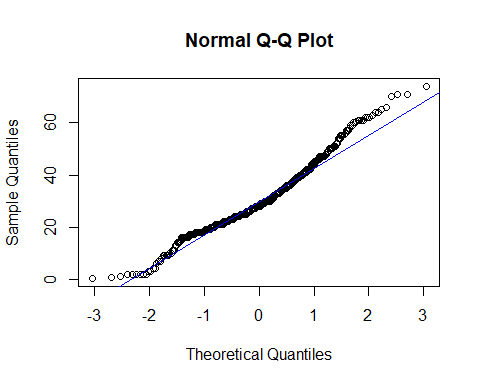 Normal Q-Q Plot
Sample Quantiles
60
40
20
0
-3 -2 -1 0 1 2 3
Theoretical Quantiles